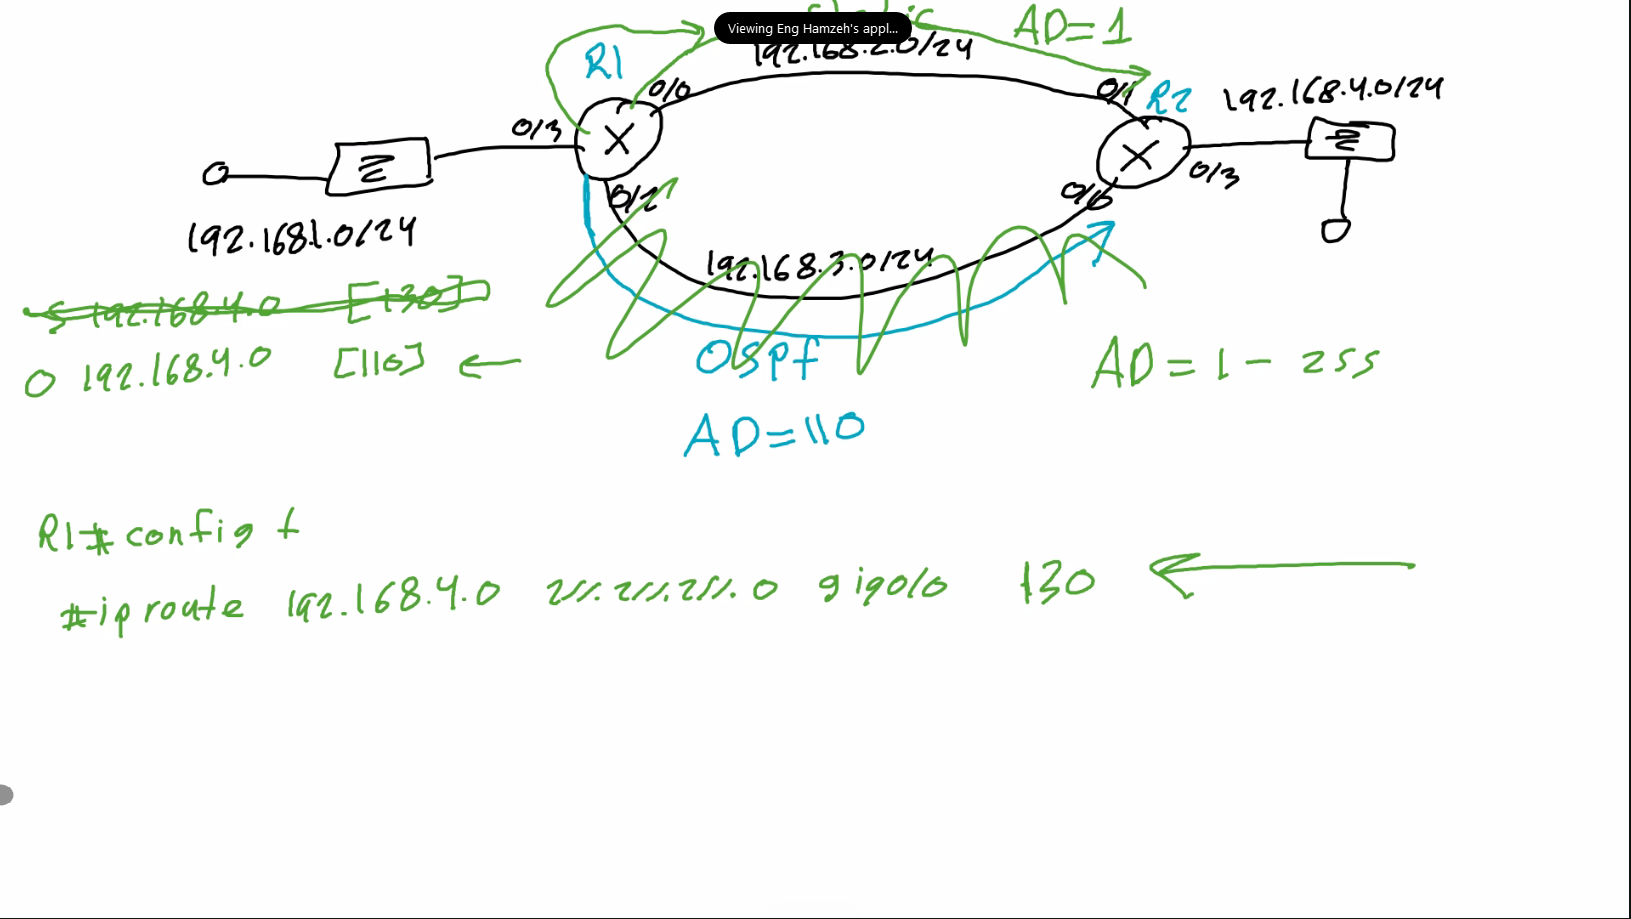 Viewing Eng Hamzeh's appl...
AD=1
192.168.2.0/24
R1
0/0
0/1
R2
192.168.4.0/24
0/3
0/3
0/2
192.168.1.0/24
192.168.3.0/24
S 192.168.4.0 [130]
O 192.168.4.0 [110]
OSPf
AD = 1 - 255
AD=110
R1# config t
#ip route 192.168.4.0 255.255.255.0 gig0/0 130